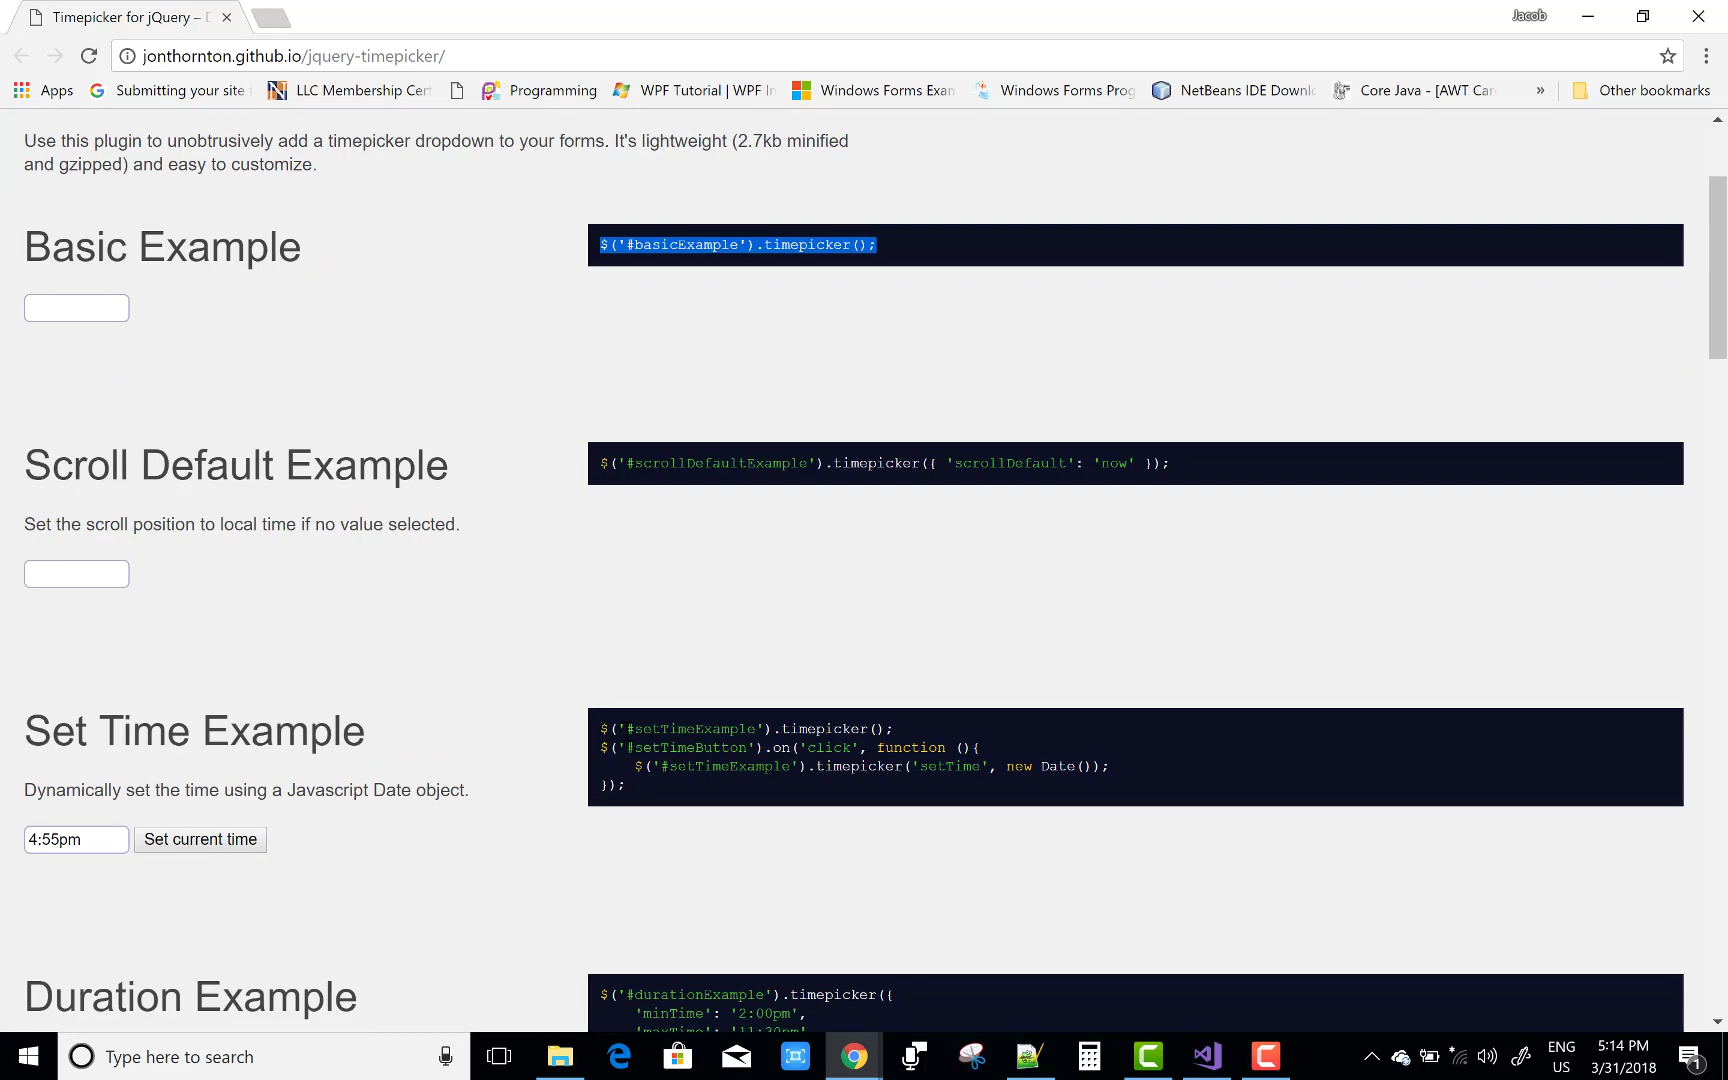 Timepicker for jQuery –
Jacob
jonthornton.github.io/jquery-timepicker/
Apps
Submitting your site
LLC Membership Cert
Programming
WPF Tutorial | WPF In
Windows Forms Exam
Windows Forms Prog
NetBeans IDE Downl
Core Java - [AWT Can
»
Other bookmarks
Use this plugin to unobtrusively add a timepicker dropdown to your forms. It's lightweight (2.7kb minified
and gzipped) and easy to customize.
Basic Example
$('#basicExample').timepicker();
Scroll Default Example
$('#scrollDefaultExample').timepicker({ 'scrollDefault': 'now' });
Set the scroll position to local time if no value selected.
Set Time Example
$('#setTimeExample').timepicker();
$('#setTimeButton').on('click', function (){
$('#setTimeExample').timepicker('setTime', new Date());
});
Dynamically set the time using a Javascript Date object.
4:55pm
Set current time
Duration Example
$('#durationExample').timepicker({
'minTime': '2:00pm',
'maxTime': '11:30pm'
Type here to search
ENG
US
5:14 PM
3/31/2018
1